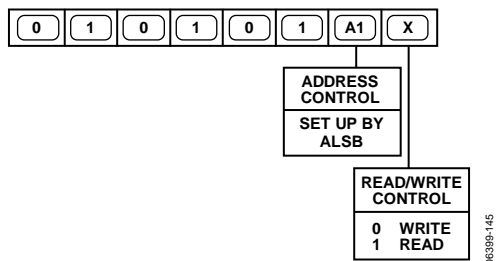 0 1 0 1 0 1 A1 X
ADDRESS
CONTROL
SET UP BY
ALSB
READ/WRITE
CONTROL
0 WRITE
1 READ
06399-145